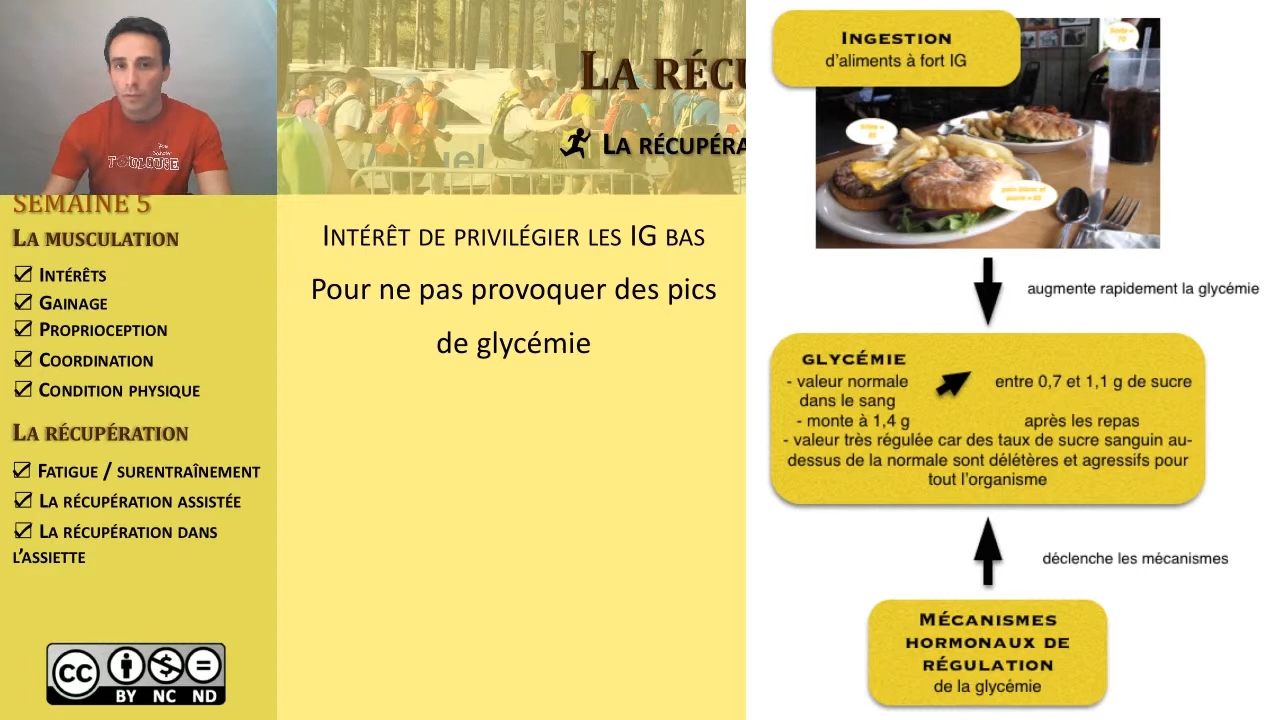 TOULOUSE
SEMAINE 5
LA MUSCULATION
☑ INTÉRÊTS
☑ GAINAGE
☑ PROPRIOCEPTION
☑ COORDINATION
☑ CONDITION PHYSIQUE
LA RÉCUPÉRATION
☑ FATIGUE / SURENTRAÎNEMENT
☑ LA RÉCUPÉRATION ASSISTÉE
☑ LA RÉCUPÉRATION DANS
L'ASSIETTE
CC BY NC ND
LA RÉCU
LA RÉCUPÉRA
INTÉRÊT DE PRIVILÉGIER LES IG BAS
Pour ne pas provoquer des pics
de glycémie
INGESTION
d'aliments à fort IG
augmente rapidement la glycémie
GLYCÉMIE
- valeur normale entre 0,7 et 1,1 g de sucre
dans le sang
- monte à 1,4 g après les repas
- valeur très régulée car des taux de sucre sanguin au-
dessus de la normale sont délétères et agressifs pour
tout l'organisme
déclenche les mécanismes
MÉCANISMES
HORMONAUX DE
RÉGULATION
de la glycémie